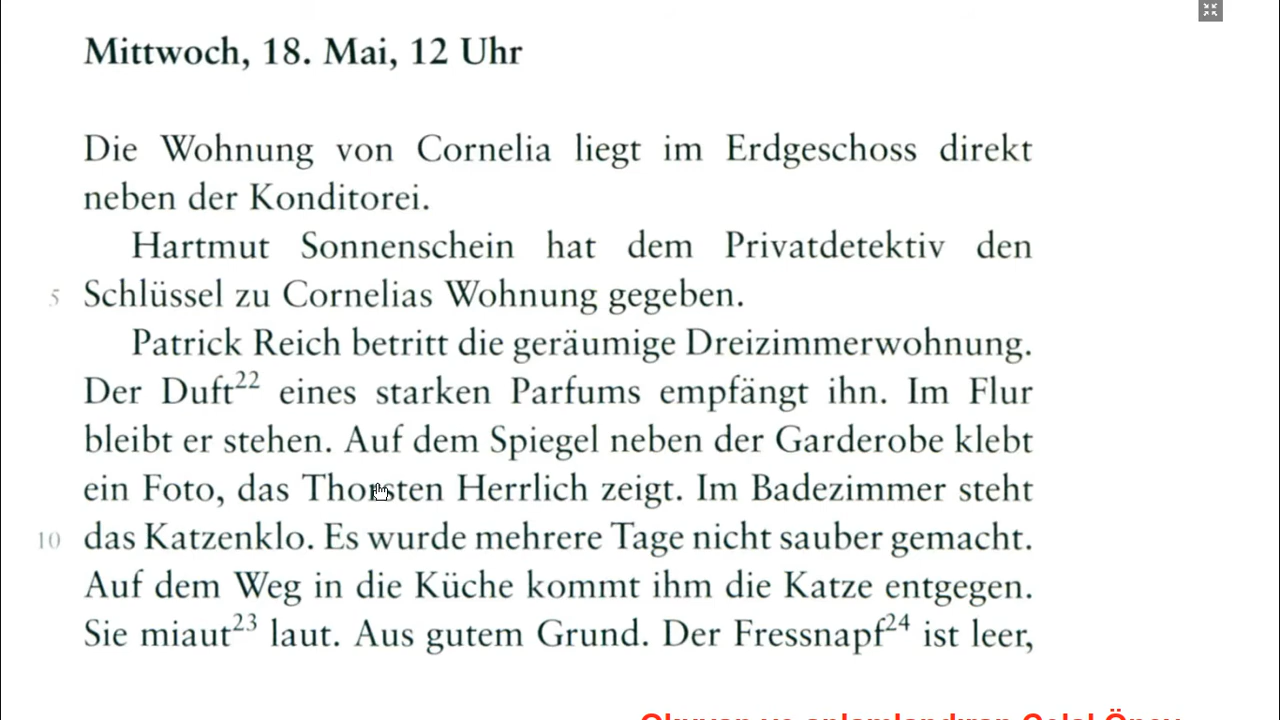 Mittwoch, 18. Mai, 12 Uhr
Die Wohnung von Cornelia liegt im Erdgeschoss direkt
neben der Konditorei.
Hartmut Sonnenschein hat dem Privatdetektiv den
5 Schlüssel zu Cornelias Wohnung gegeben.
Patrick Reich betritt die geräumige Dreizimmerwohnung.
Der Duft²² eines starken Parfums empfängt ihn. Im Flur
bleibt er stehen. Auf dem Spiegel neben der Garderobe klebt
ein Foto, das Thorsten Herrlich zeigt. Im Badezimmer steht
10 das Katzenklo. Es wurde mehrere Tage nicht sauber gemacht.
Auf dem Weg in die Küche kommt ihm die Katze entgegen.
Sie miaut²³ laut. Aus gutem Grund. Der Fressnapf²⁴ ist leer,